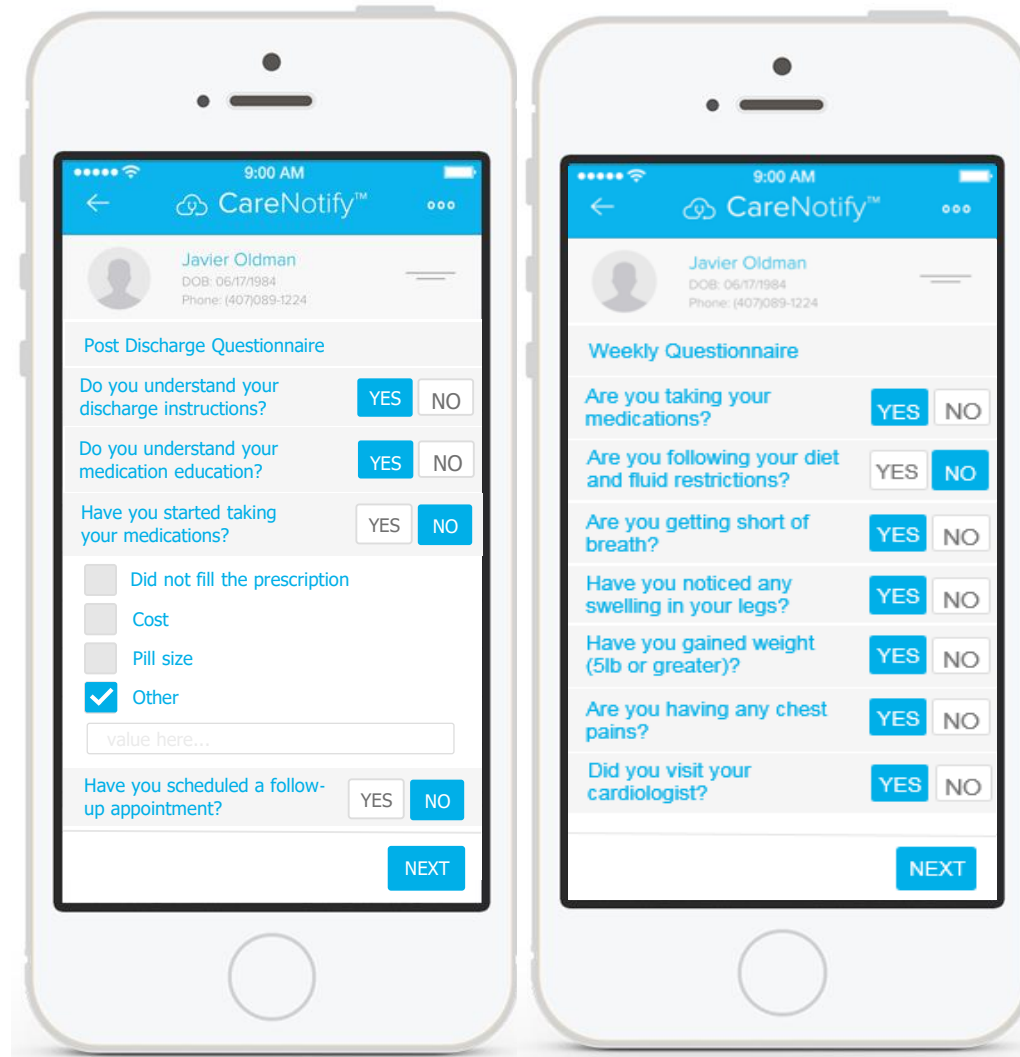 9:00 AM
CareNotify™
Javier Oldman
DOB: 06/17/1984
Phone: (407)089-1224
Post Discharge Questionnaire
Do you understand your
discharge instructions?
YES NO
Do you understand your
medication education?
YES NO
Have you started taking
your medications?
YES NO
Did not fill the prescription
Cost
Pill size
Other
value here...
Have you scheduled a follow-
up appointment?
YES NO
NEXT
9:00 AM
CareNotify™
Javier Oldman
DOB: 06/17/1984
Phone: (407)089-1224
Weekly Questionnaire
Are you taking your
medications?
YES NO
Are you following your diet
and fluid restrictions?
YES NO
Are you getting short of
breath?
YES NO
Have you noticed any
swelling in your legs?
YES NO
Have you gained weight
(5lb or greater)?
YES NO
Are you having any chest
pains?
YES NO
Did you visit your
cardiologist?
YES NO
NEXT